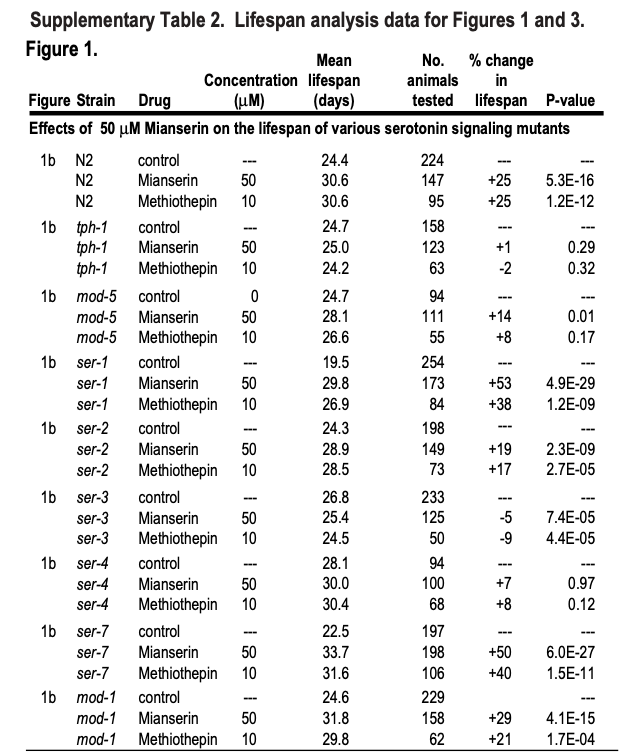 Supplementary Table 2. Lifespan analysis data for Figures 1 and 3.
Figure 1.
Mean No. % change
Concentration lifespan animals in
Figure Strain Drug (µM) (days) tested lifespan P-value
Effects of 50 µM Mianserin on the lifespan of various serotonin signaling mutants
1b N2 control --- 24.4 224 --- ---
N2 Mianserin 50 30.6 147 +25 5.3E-16
N2 Methiothepin 10 30.6 95 +25 1.2E-12
1b tph-1 control --- 24.7 158 --- ---
tph-1 Mianserin 50 25.0 123 +1 0.29
tph-1 Methiothepin 10 24.2 63 -2 0.32
1b mod-5 control 0 24.7 94 --- ---
mod-5 Mianserin 50 28.1 111 +14 0.01
mod-5 Methiothepin 10 26.6 55 +8 0.17
1b ser-1 control --- 19.5 254 --- ---
ser-1 Mianserin 50 29.8 173 +53 4.9E-29
ser-1 Methiothepin 10 26.9 84 +38 1.2E-09
1b ser-2 control --- 24.3 198 --- ---
ser-2 Mianserin 50 28.9 149 +19 2.3E-09
ser-2 Methiothepin 10 28.5 73 +17 2.7E-05
1b ser-3 control --- 26.8 233 --- ---
ser-3 Mianserin 50 25.4 125 -5 7.4E-05
ser-3 Methiothepin 10 24.5 50 -9 4.4E-05
1b ser-4 control --- 28.1 94 --- ---
ser-4 Mianserin 50 30.0 100 +7 0.97
ser-4 Methiothepin 10 30.4 68 +8 0.12
1b ser-7 control --- 22.5 197 --- ---
ser-7 Mianserin 50 33.7 198 +50 6.0E-27
ser-7 Methiothepin 10 31.6 106 +40 1.5E-11
1b mod-1 control --- 24.6 229 ---
mod-1 Mianserin 50 31.8 158 +29 4.1E-15
mod-1 Methiothepin 10 29.8 62 +21 1.7E-04